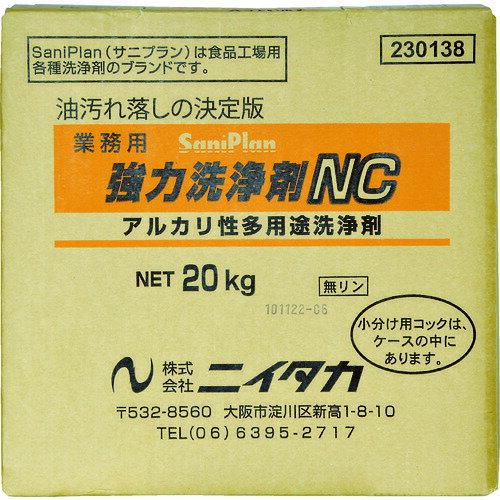 SaniPlan（サニプラン）は食品工場用
各種洗浄剤のブランドです。
230138
油汚れ落しの決定版
業務用 SaniPlan
強力洗浄剤NC
アルカリ性多用途洗浄剤
NET 20kg 無リン
101122-C6
小分け用コックは、
ケースの中に
あります。
株式会社 ニイタカ
〒532-8560 大阪市淀川区新高1-8-10
TEL(06)6395-2717